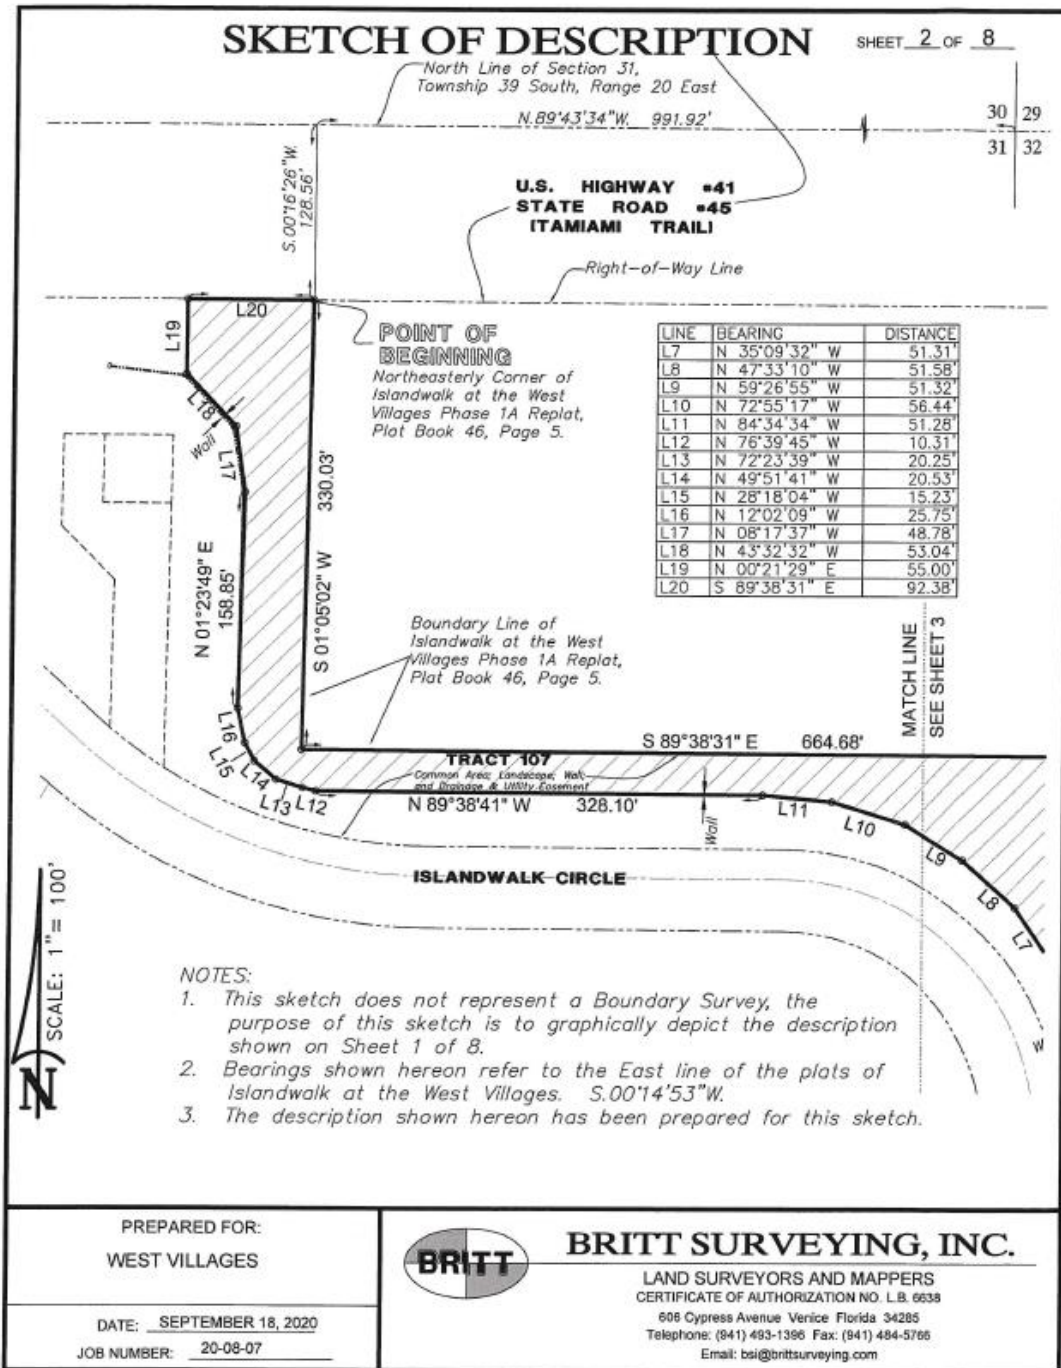 SKETCH OF DESCRIPTION
SHEET 2 OF 8
North Line of Section 31,
Township 39 South, Range 20 East
N.89°43'34"W. 991.92'
30 29
31 32
S.00°16'26"W.
128.56'
U.S. HIGHWAY #41
STATE ROAD #45
(TAMIAMI TRAIL)
Right-of-Way Line
L20
L19
POINT OF
BEGINNING
Northeasterly Corner of
Islandwalk at the West
Villages Phase 1A Replat,
Plat Book 46, Page 5.
LINE BEARING DISTANCE
L7 N 35°09'32" W 51.31'
L8 N 47°33'10" W 51.58'
L9 N 59°26'55" W 51.32'
L10 N 72°55'17" W 56.44'
L11 N 84°34'34" W 51.28'
L12 N 76°39'45" W 10.31'
L13 N 72°23'39" W 20.25'
L14 N 49°51'41" W 20.53'
L15 N 28°18'04" W 15.23'
L16 N 12°02'09" W 25.75'
L17 N 08°17'37" W 48.78'
L18 N 43°32'32" W 53.04'
L19 N 00°21'29" E 55.00'
L20 S 89°38'31" E 92.38'
L18
Wall
L17
330.03'
S 01°05'02" W
N 01°23'49" E
158.85'
Boundary Line of
Islandwalk at the West
Villages Phase 1A Replat,
Plat Book 46, Page 5.
MATCH LINE
SEE SHEET 3
L16
L15
L14
L13
L12
S 89°38'31" E 664.68'
TRACT 107
Common Area; Landscape; Wall;
and Drainage & Utility Easement
N 89°38'41" W 328.10'
Wall
L11
L10
L9
L8
L7
ISLANDWALK CIRCLE
W
SCALE: 1" = 100'
N
NOTES:
1. This sketch does not represent a Boundary Survey, the
purpose of this sketch is to graphically depict the description
shown on Sheet 1 of 8.
2. Bearings shown hereon refer to the East line of the plats of
Islandwalk at the West Villages. S.00°14'53"W.
3. The description shown hereon has been prepared for this sketch.
PREPARED FOR:
WEST VILLAGES
DATE: SEPTEMBER 18, 2020
JOB NUMBER: 20-08-07
BRITT
BRITT SURVEYING, INC.
LAND SURVEYORS AND MAPPERS
CERTIFICATE OF AUTHORIZATION NO. L.B. 6638
606 Cypress Avenue Venice Florida 34285
Telephone: (941) 493-1396 Fax: (941) 484-5766
Email: bsi@brittsurveying.com